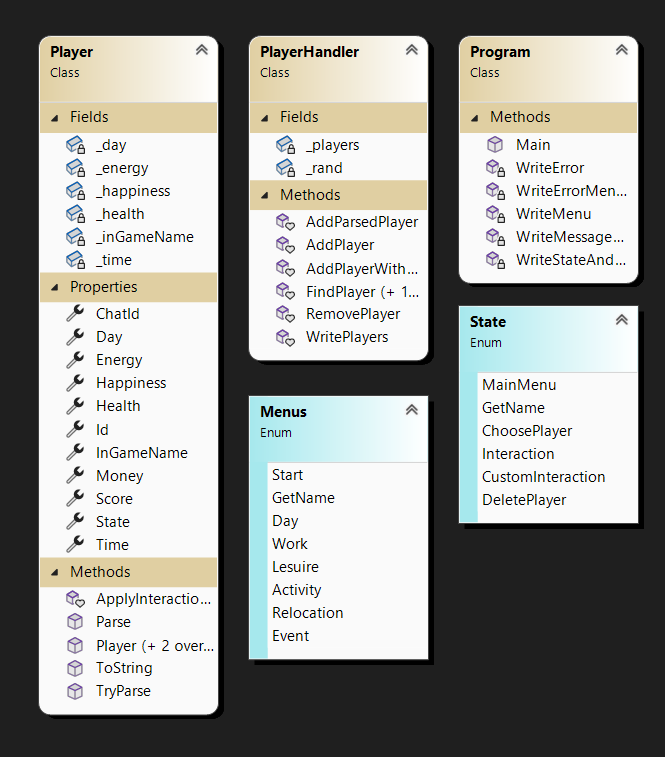 Player
Class
Fields
_day
_energy
_happiness
_health
_inGameName
_time
Properties
ChatId
Day
Energy
Happiness
Health
Id
InGameName
Money
Score
State
Time
Methods
ApplyInteractio...
Parse
Player (+ 2 over...
ToString
TryParse
PlayerHandler
Class
Fields
_players
_rand
Methods
AddParsedPlayer
AddPlayer
AddPlayerWith...
FindPlayer (+ 1...
RemovePlayer
WritePlayers
Menus
Enum
Start
GetName
Day
Work
Lesuire
Activity
Relocation
Event
Program
Class
Methods
Main
WriteError
WriteErrorMen...
WriteMenu
WriteMessage...
WriteStateAnd...
State
Enum
MainMenu
GetName
ChoosePlayer
Interaction
CustomInteraction
DeletePlayer